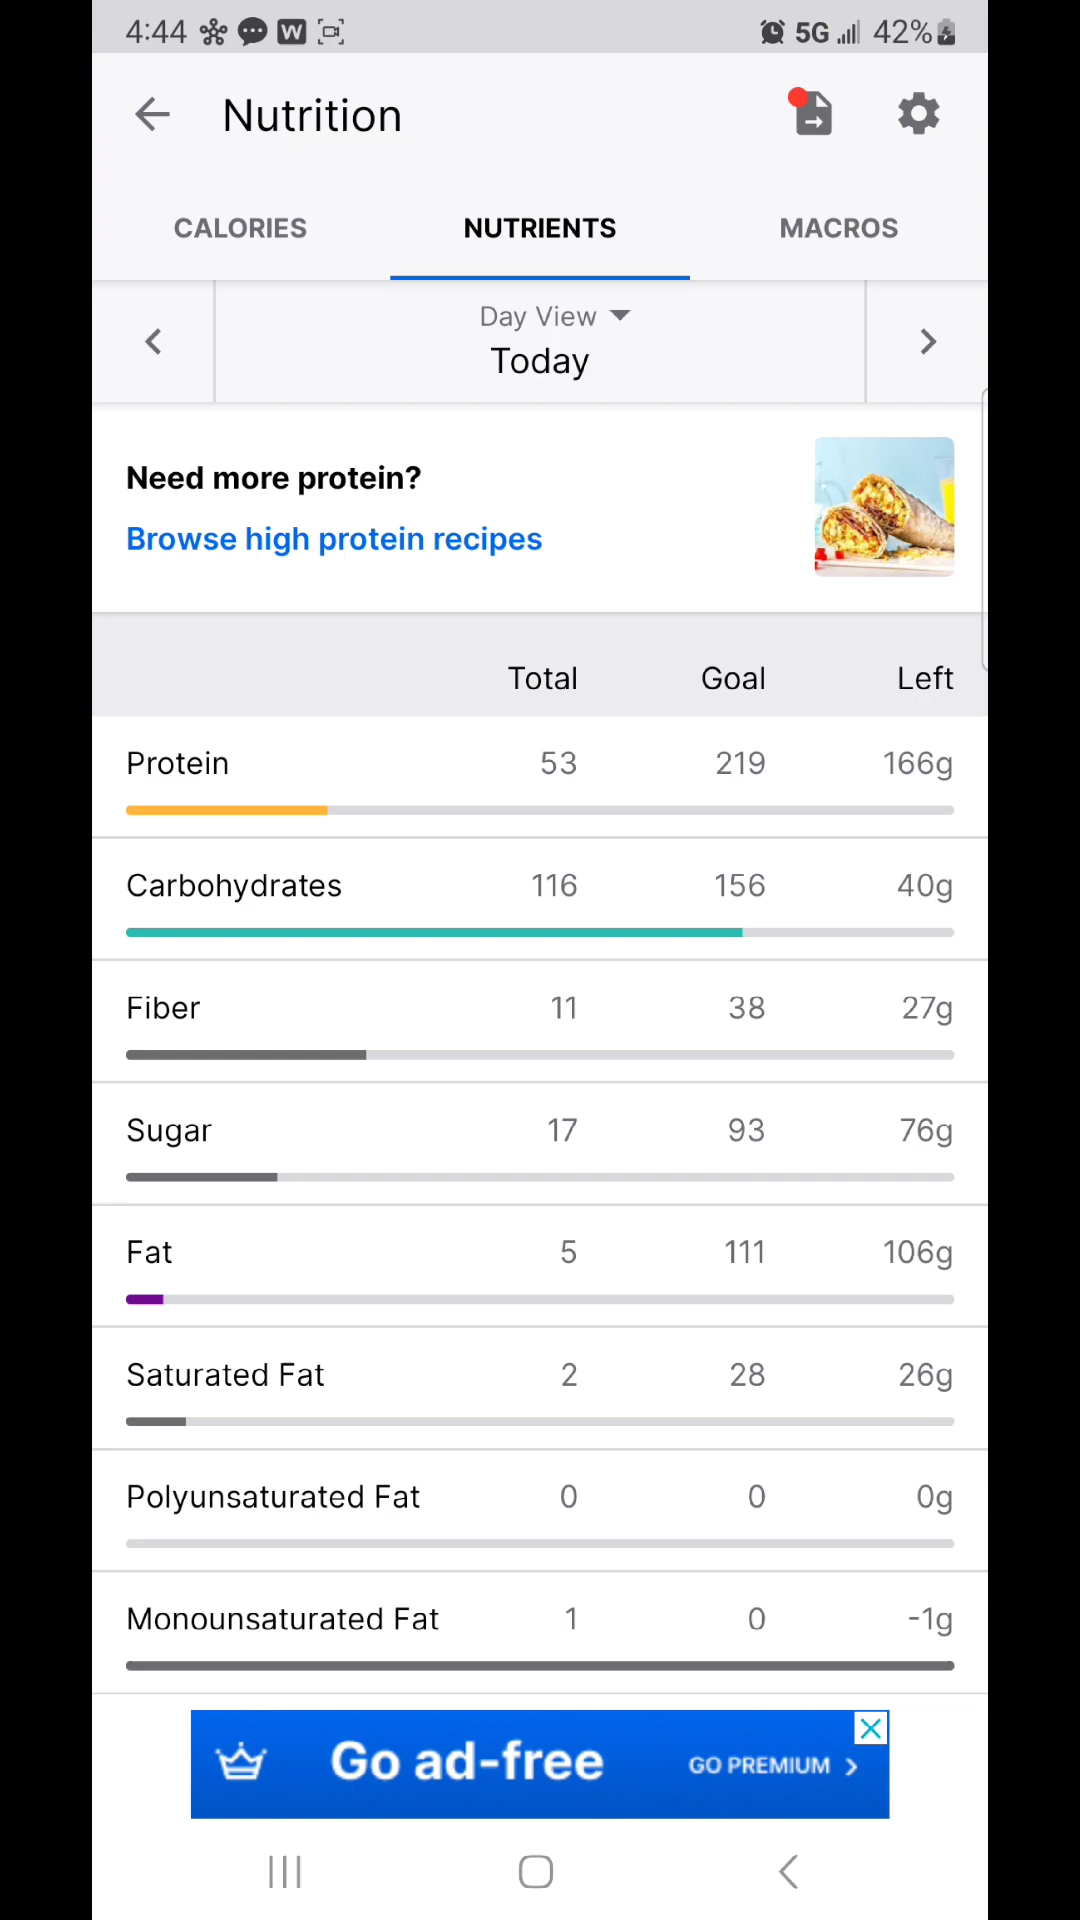 4:44 W 5G 42%
Nutrition
CALORIES NUTRIENTS MACROS
Day View
Today
Need more protein?
Browse high protein recipes
Total Goal Left
Protein 53 219 166g
Carbohydrates 116 156 40g
Fiber 11 38 27g
Sugar 17 93 76g
Fat 5 111 106g
Saturated Fat 2 28 26g
Polyunsaturated Fat 0 0 0g
Monounsaturated Fat 1 0 -1g
Go ad-free GO PREMIUM